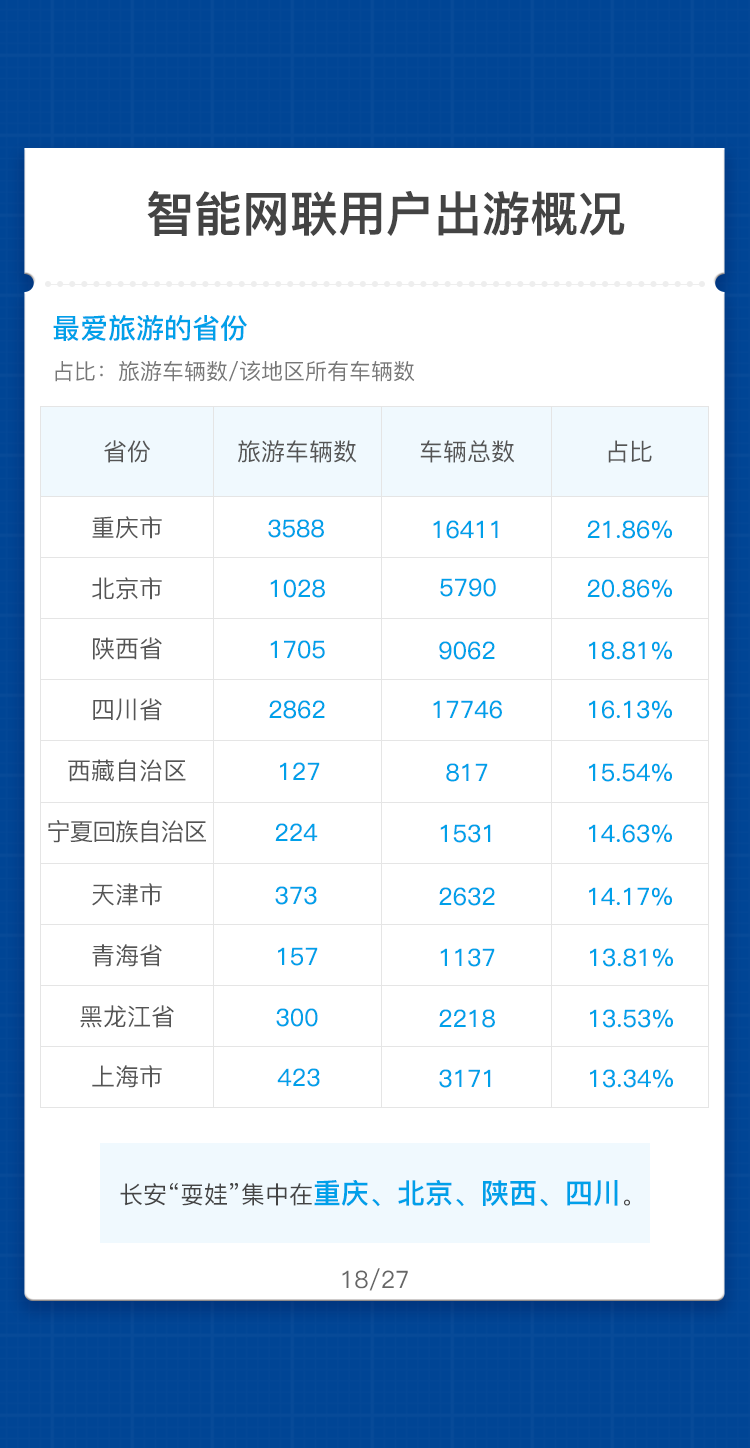 智能网联用户出游概况
最爱旅游的省份
占比：旅游车辆数/该地区所有车辆数
省份 旅游车辆数 车辆总数 占比
重庆市 3588 16411 21.86%
北京市 1028 5790 20.86%
陕西省 1705 9062 18.81%
四川省 2862 17746 16.13%
西藏自治区 127 817 15.54%
宁夏回族自治区 224 1531 14.63%
天津市 373 2632 14.17%
青海省 157 1137 13.81%
黑龙江省 300 2218 13.53%
上海市 423 3171 13.34%
长安“耍娃”集中在重庆、北京、陕西、四川。
18/27